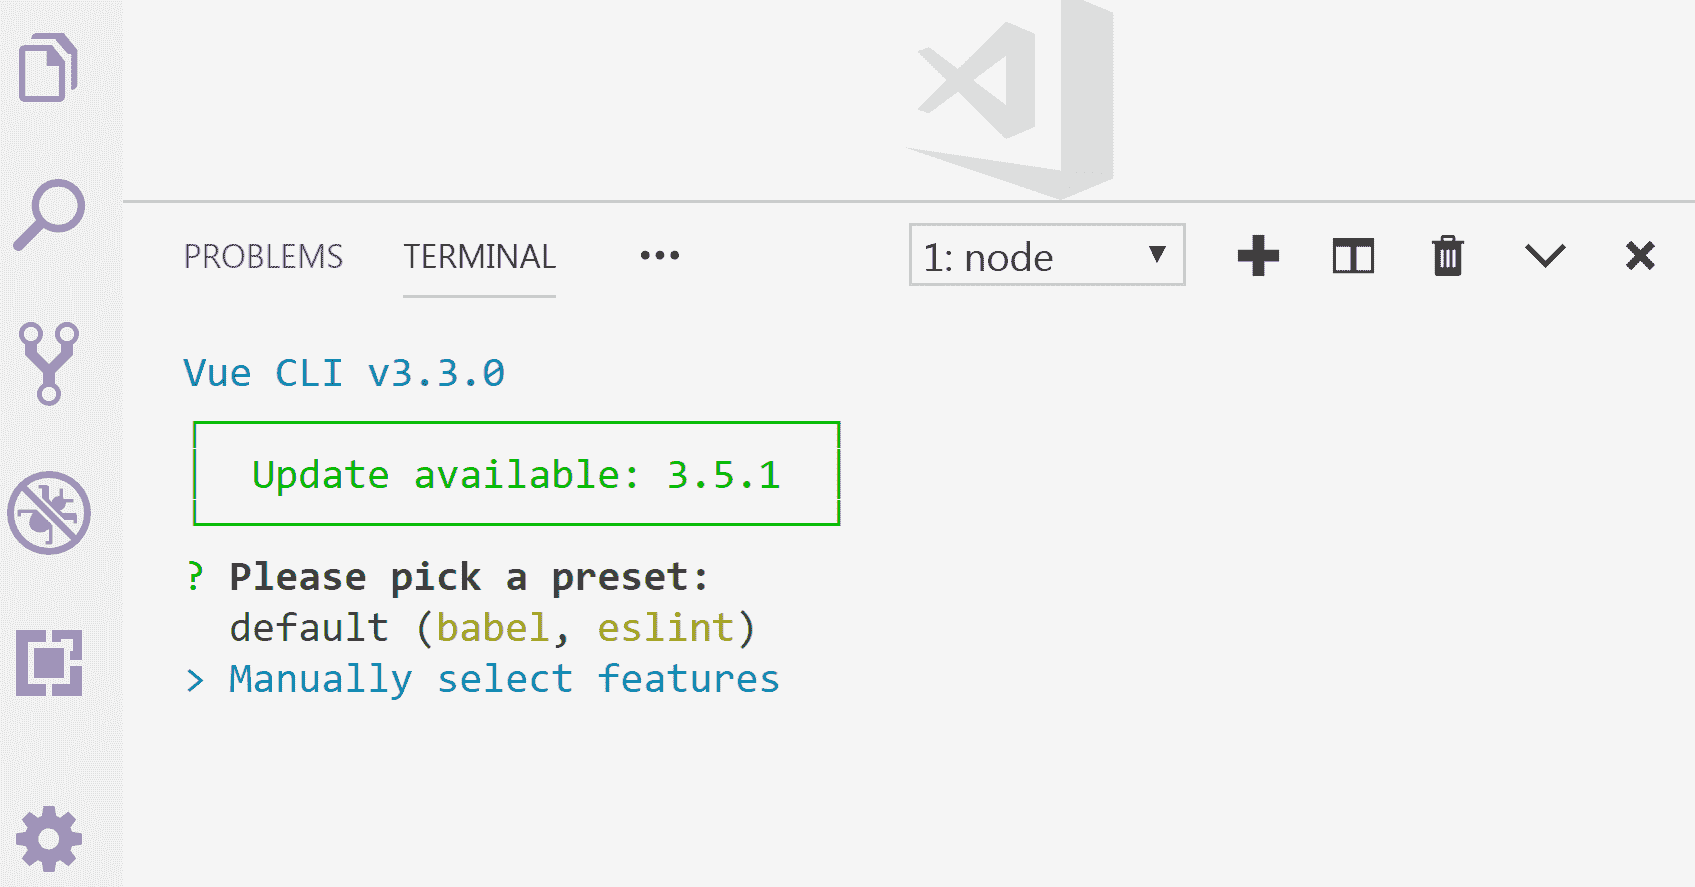 PROBLEMS TERMINAL ••• 1: node
Vue CLI v3.3.0
Update available: 3.5.1
? Please pick a preset:
default (babel, eslint)
> Manually select features